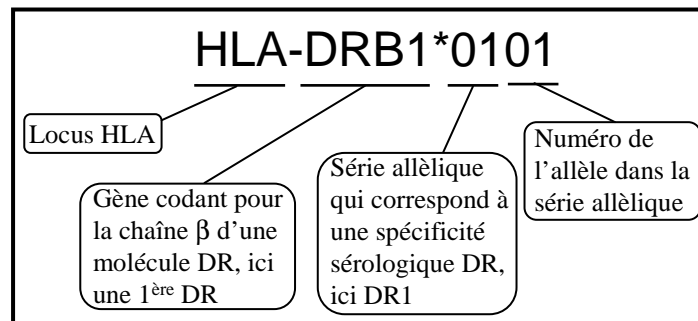 HLA-DRB1*0101
Locus HLA
Gène codant pour
la chaîne β d'une
molécule DR, ici
une 1ère DR
Série allèlique
qui correspond à
une spécificité
sérologique DR,
ici DR1
Numéro de
l'allèle dans la
série allèlique